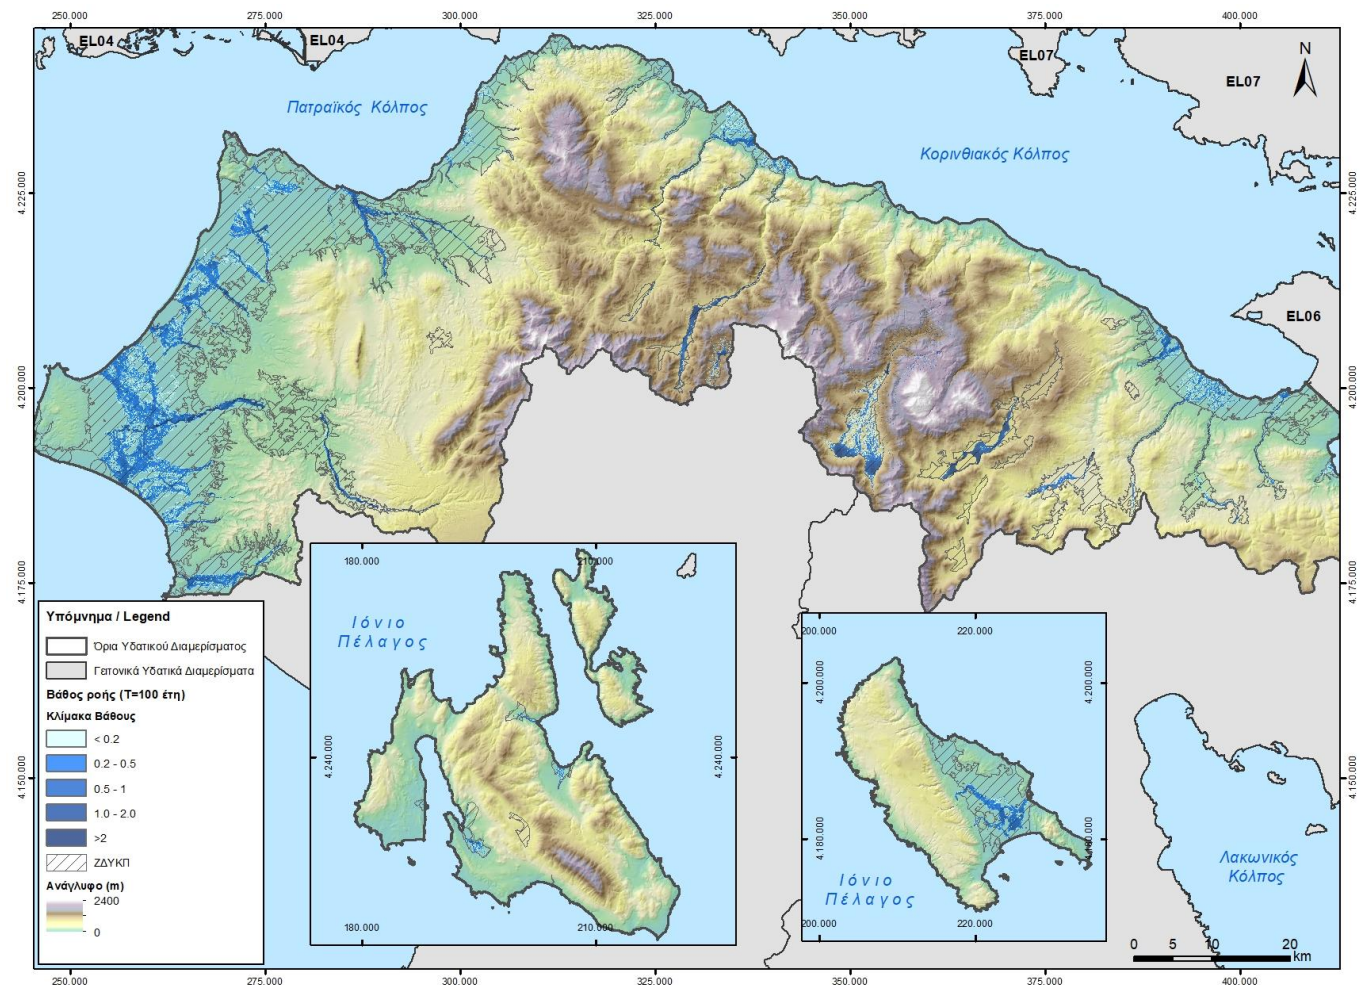 250.000 275.000 300.000 325.000 350.000 375.000 400.000
EL04 EL04 EL07 EL07
N
Πατραϊκός Κόλπος
Κορινθιακός Κόλπος
4.225.000 4.225.000
EL06
4.200.000 4.200.000
4.175.000 4.175.000
180.000 210.000
Ιόνιο
Πέλαγος
4.240.000 4.240.000
180.000 210.000
200.000 220.000
4.200.000 4.200.000
4.180.000 4.180.000
Ιόνιο
Πέλαγος
200.000 220.000
4.150.000 4.150.000
Λακωνικός
Κόλπος
0 5 10 20
km
Υπόμνημα / Legend
Όρια Υδατικού Διαμερίσματος
Γειτονικά Υδατικά Διαμερίσματα
Βάθος ροής (T=100 έτη)
Κλίμακα Βάθους
< 0.2
0.2 - 0.5
0.5 - 1
1.0 - 2.0
>2
ΖΔΥΚΠ
Ανάγλυφο (m)
2400
0
250.000 275.000 300.000 325.000 350.000 375.000 400.000